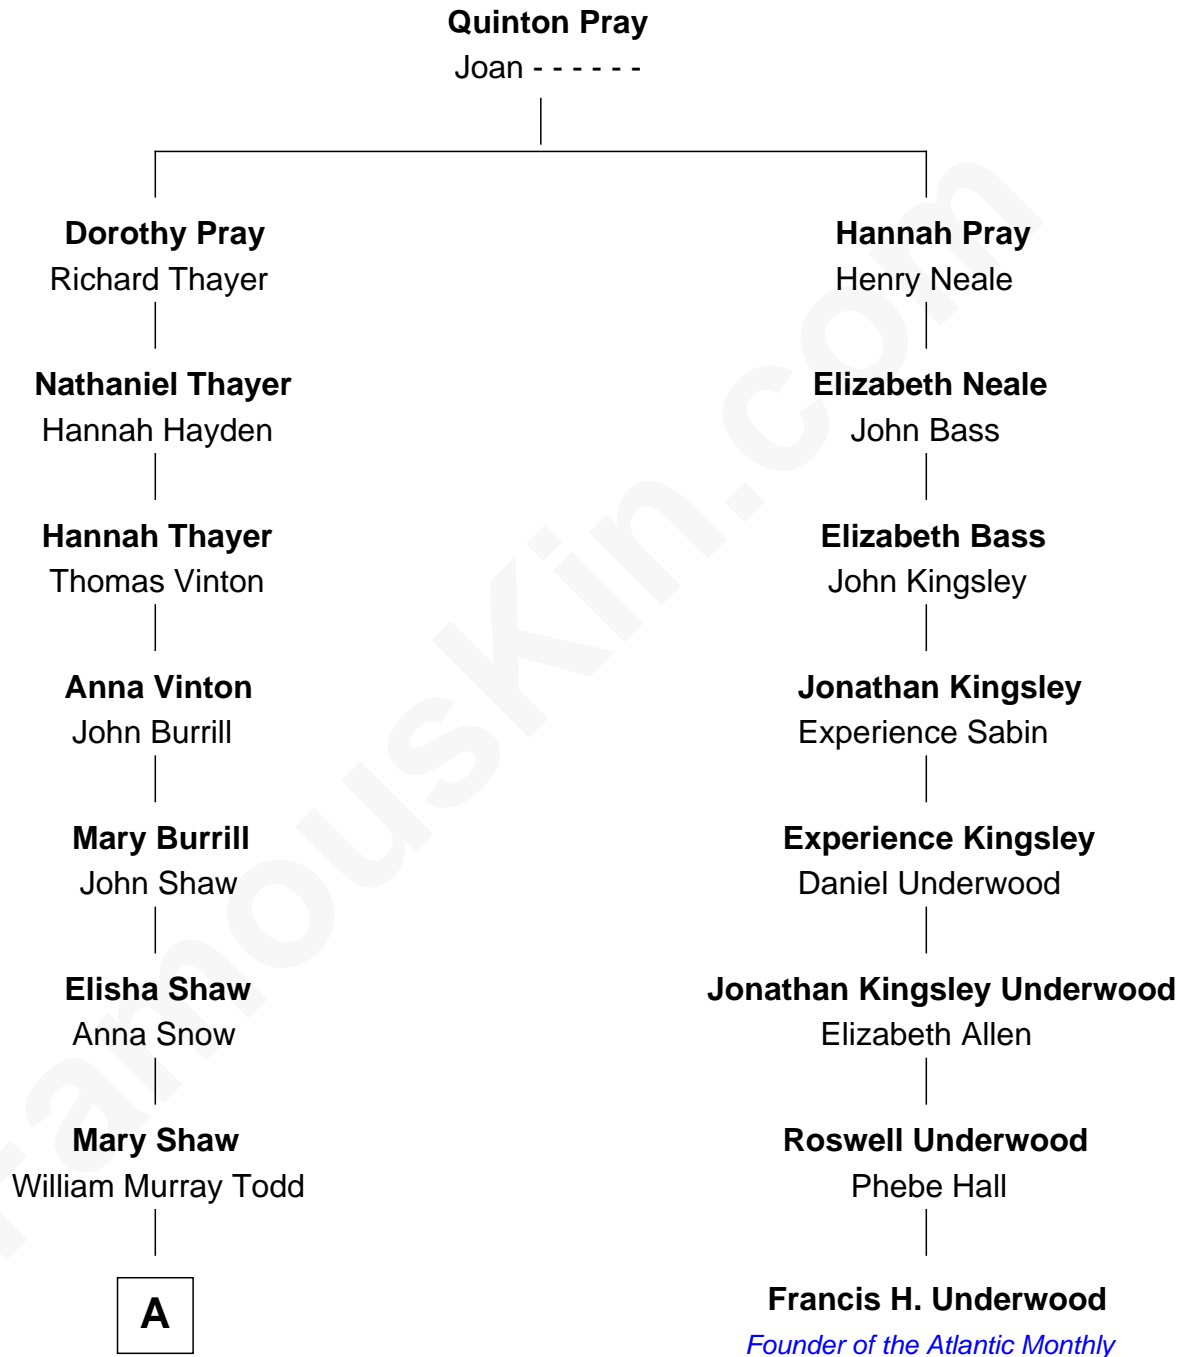 Quinton Pray
Joan - - - - - -
Dorothy Pray
Richard Thayer
Hannah Pray
Henry Neale
Nathaniel Thayer
Hannah Hayden
Elizabeth Neale
John Bass
Hannah Thayer
Thomas Vinton
Elizabeth Bass
John Kingsley
Anna Vinton
John Burrill
Jonathan Kingsley
Experience Sabin
Mary Burrill
John Shaw
Experience Kingsley
Daniel Underwood
Elisha Shaw
Anna Snow
Jonathan Kingsley Underwood
Elizabeth Allen
Mary Shaw
William Murray Todd
Roswell Underwood
Phebe Hall
A
Francis H. Underwood
Founder of the Atlantic Monthly
FamousKin.com